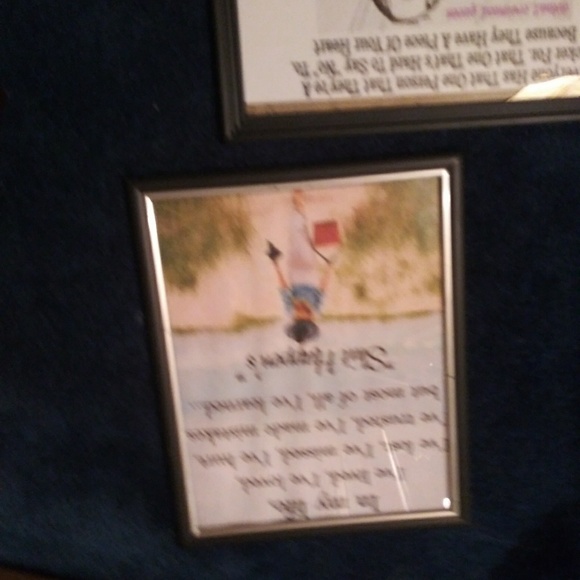 In my life,
I've lived, I've loved,
I've lost, I've missed, I've hurt,
I've trusted, I've made mistakes
but most of all, I've learned...
"Shit Happen's"
Has That One Person That They're A
For, That One That's Hard To Say "No" To,
Because They Have A Piece Of Your Heart